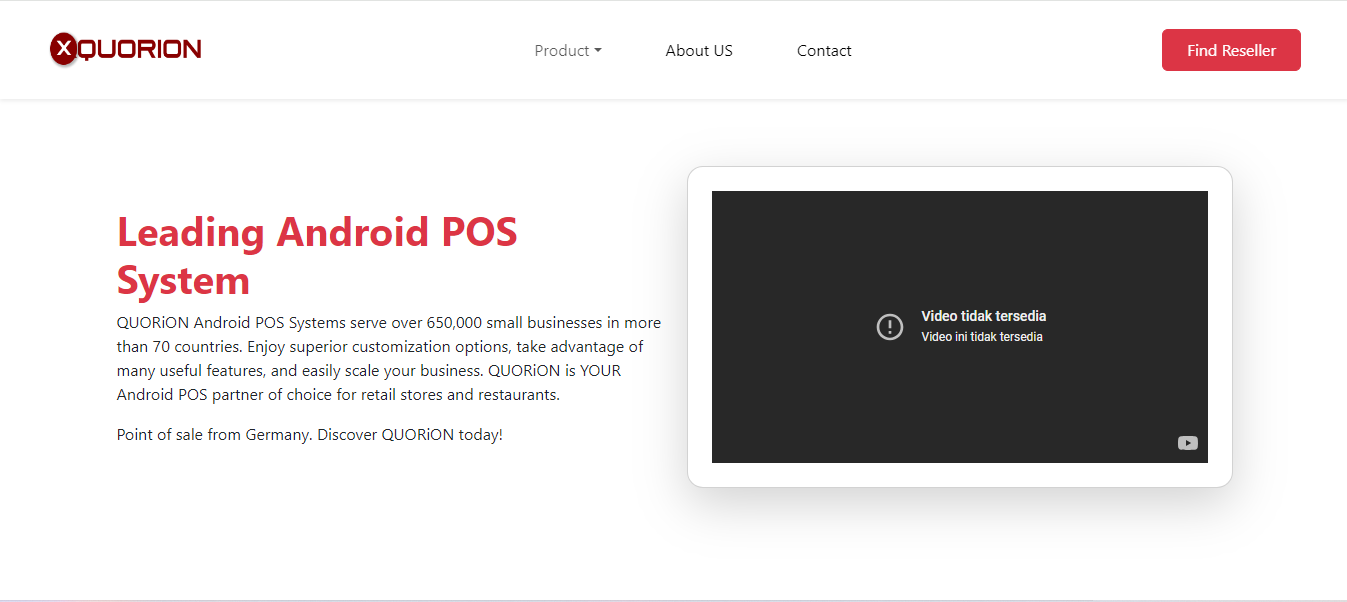 XQUORION
Product
About US
Contact
Find Reseller
Leading Android POS
System
QUORiON Android POS Systems serve over 650,000 small businesses in more
than 70 countries. Enjoy superior customization options, take advantage of
many useful features, and easily scale your business. QUORiON is YOUR
Android POS partner of choice for retail stores and restaurants.
Point of sale from Germany. Discover QUORiON today!
Video tidak tersedia
Video ini tidak tersedia